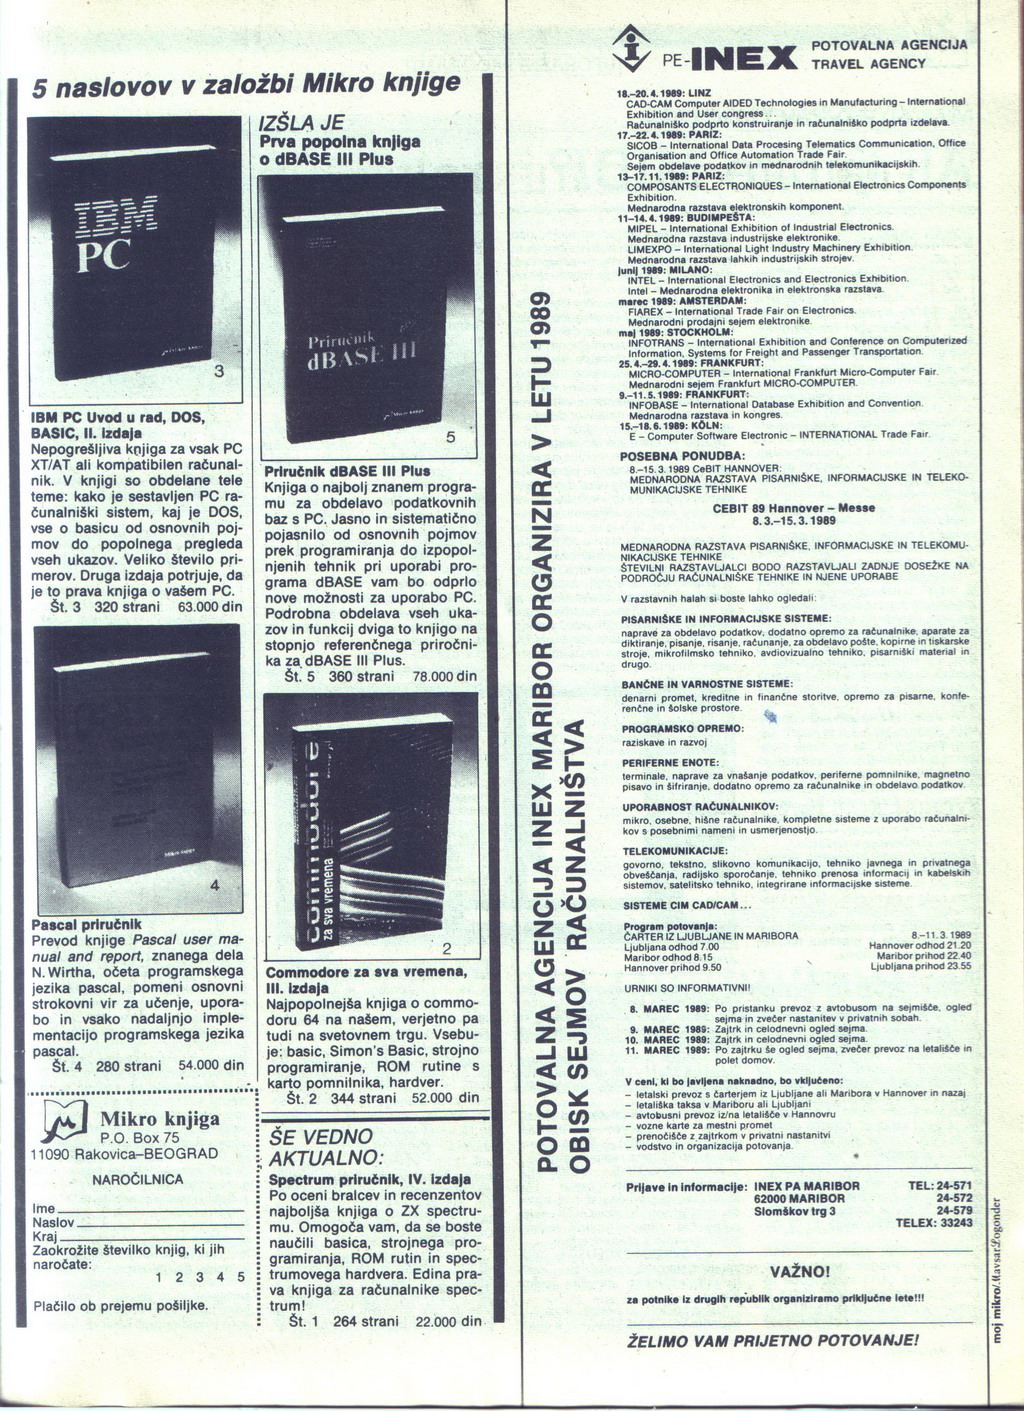 5 naslovov v založbi Mikro knjige
IBM
PC
3
IBM PC Uvod u rad, DOS,
BASIC, II. izdaja
Nepogrešljiva knjiga za vsak PC
XT/AT ali kompatibilen računal-
nik. V knjigi so obdelane tele
teme: kako je sestavljen PC ra-
čunalniški sistem, kaj je DOS,
vse o basicu od osnovnih poj-
mov do popolnega pregleda
vseh ukazov. Veliko število pri-
merov. Druga izdaja potrjuje, da
je to prava knjiga o vašem PC.
Št. 3 320 strani 63.000 din
4
Pascal priručnik
Prevod knjige Pascal user ma-
nual and report, znanega dela
N. Wirtha, očeta programskega
jezika pascal, pomeni osnovni
strokovni vir za učenje, upora-
bo in vsako nadaljnjo imple-
mentacijo programskega jezika
pascal.
Št. 4 280 strani 54.000 din
Mikro knjiga
P.O. Box 75
11090 Rakovica–BEOGRAD
NAROČILNICA
Ime
Naslov
Kraj
Zaokrožite številko knjig, ki jih
naročate:
1 2 3 4 5
Plačilo ob prejemu pošiljke.
IZŠLA JE
Prva popolna knjiga
o dBASE III Plus
Priručnik
dBASE III
5
Priručnik dBASE III Plus
Knjiga o najbolj znanem progra-
mu za obdelavo podatkovnih
baz s PC. Jasno in sistematično
pojasnilo od osnovnih pojmov
prek programiranja do izpopol-
njenih tehnik pri uporabi pro-
grama dBASE vam bo odprlo
nove možnosti za uporabo PC.
Podrobna obdelava vseh uka-
zov in funkcij dviga to knjigo na
stopnjo referenčnega priročni-
ka za dBASE III Plus.
Št. 5 360 strani 78.000 din
commodore
za sva vremena
2
Commodore za sva vremena,
III. izdaja
Najpopolnejša knjiga o commo-
doru 64 na našem, verjetno pa
tudi na svetovnem trgu. Vsebu-
je: basic, Simon's Basic, strojno
programiranje, ROM rutine s
karto pomnilnika, hardver.
Št. 2 344 strani 52.000 din
ŠE VEDNO
AKTUALNO:
Spectrum priručnik, IV. izdaja
Po oceni bralcev in recenzentov
najboljša knjiga o ZX spectru-
mu. Omogoča vam, da se boste
naučili basica, strojnega pro-
gramiranja, ROM rutin in spec-
trumovega hardvera. Edina pra-
va knjiga za računalnike spec-
trum!
Št. 1 264 strani 22.000 din
POTOVALNA AGENCIJA INEX MARIBOR ORGANIZIRA V LETU 1989
OBISK SEJMOV RAČUNALNIŠTVA
PE-INEX
POTOVALNA AGENCIJA
TRAVEL AGENCY
18.–20. 4. 1989: LINZ
CAD-CAM Computer AIDED Technologies in Manufacturing – International
Exhibition and User congress...
Računalniško podprto konstruiranje in računalniško podprta izdelava.
17.–22. 4. 1989: PARIZ:
SICOB – International Data Procesing Telematics Communication, Office
Organisation and Office Automation Trade Fair.
Sejem obdelave podatkov in mednarodnih telekomunikacijskih.
13–17. 11. 1989: PARIZ:
COMPOSANTS ELECTRONIQUES – International Electronics Components
Exhibition.
Mednarodna razstava elektronskih komponent.
11–14. 4. 1989: BUDIMPEŠTA:
MIPEL – International Exhibition of Industrial Electronics.
Mednarodna razstava industrijske elektronike.
LIMEXPO – International Light Industry Machinery Exhibition.
Mednarodna razstava lahkih industrijskih strojev.
junij 1989: MILANO:
INTEL – International Electronics and Electronics Exhibition.
Intel – Mednarodna elektronika in elektronska razstava.
marec 1989: AMSTERDAM:
FIAREX – International Trade Fair on Electronics.
Mednarodni prodajni sejem elektronike.
maj 1989: STOCKHOLM:
INFOTRANS – International Exhibition and Conference on Computerized
Information, Systems for Freight and Passenger Transportation.
25. 4.–29. 4. 1989: FRANKFURT:
MICRO-COMPUTER – International Frankfurt Micro-Computer Fair.
Mednarodni sejem Frankfurt MICRO-COMPUTER.
9.–11. 5. 1989: FRANKFURT:
INFOBASE – International Database Exhibition and Convention.
Mednarodna razstava in kongres.
15.–18. 6. 1989: KÖLN:
E – Computer Software Electronic – INTERNATIONAL Trade Fair.
POSEBNA PONUDBA:
8.–15. 3. 1989 CeBIT HANNOVER:
MEDNARODNA RAZSTAVA PISARNIŠKE, INFORMACIJSKE IN TELEKO-
MUNIKACIJSKE TEHNIKE
CEBIT 89 Hannover – Messe
8. 3.–15. 3. 1989
MEDNARODNA RAZSTAVA PISARNIŠKE, INFORMACIJSKE IN TELEKOMU-
NIKACIJSKE TEHNIKE
ŠTEVILNI RAZSTAVLJALCI BODO RAZSTAVLJALI ZADNJE DOSEŽKE NA
PODROČJU RAČUNALNIŠKE TEHNIKE IN NJENE UPORABE
V razstavnih halah si boste lahko ogledali:
PISARNIŠKE IN INFORMACIJSKE SISTEME:
naprave za obdelavo podatkov, dodatno opremo za računalnike, aparate za
diktiranje, pisanje, risanje, računanje, za obdelavo pošte, kopirne in tiskarske
stroje, mikrofilmsko tehniko, avdiovizualno tehniko, pisarniški material in
drugo.
BANČNE IN VARNOSTNE SISTEME:
denarni promet, kreditne in finančne storitve, opremo za pisarne, konfe-
renčne in šolske prostore.
PROGRAMSKO OPREMO:
raziskave in razvoj
PERIFERNE ENOTE:
terminale, naprave za vnašanje podatkov, periferne pomnilnike, magnetno
pisavo in šifriranje, dodatno opremo za računalnike in obdelavo podatkov.
UPORABNOST RAČUNALNIKOV:
mikro, osebne, hišne računalnike, kompletne sisteme z uporabo računalni-
kov s posebnimi nameni in usmerjenostjo.
TELEKOMUNIKACIJE:
govorno, tekstno, slikovno komunikacijo, tehniko javnega in privatnega
obveščanja, radijsko sporočanje, tehniko prenosa informacij in kabelskih
sistemov, satelitsko tehniko, integrirane informacijske sisteme.
SISTEME CIM CAD/CAM...
Program potovanja:
ČARTER IZ LJUBLJANE IN MARIBORA 8.–11. 3. 1989
Ljubljana odhod 7.00 Hannover odhod 21.20
Maribor odhod 8.15 Maribor prihod 22.40
Hannover prihod 9.50 Ljubljana prihod 23.55
URNIKI SO INFORMATIVNI!
8. MAREC 1989: Po pristanku prevoz z avtobusom na sejmišče, ogled
sejma in zvečer nastanitev v privatnih sobah.
9. MAREC 1989: Zajtrk in celodnevni ogled sejma.
10. MAREC 1989: Zajtrk in celodnevni ogled sejma.
11. MAREC 1989: Po zajtrku še ogled sejma, zvečer prevoz na letališče in
polet domov.
V ceni, ki bo javljena naknadno, bo vključeno:
– letalski prevoz s čarterjem iz Ljubljane ali Maribora v Hannover in nazaj
– letališka taksa v Mariboru ali Ljubljani
– avtobusni prevoz iz/na letališče v Hannovru
– vozne karte za mestni promet
– prenočišče z zajtrkom v privatni nastanitvi
– vodstvo in organizacija potovanja.
Prijave in informacije: INEX PA MARIBOR TEL: 24-571
62000 MARIBOR 24-572
Slomškov trg 3 24-579
TELEX: 33243
VAŽNO!
za potnike iz drugih republik organiziramo priključne lete!!!
ŽELIMO VAM PRIJETNO POTOVANJE!
moj mikro/Mavsar&Pogonder